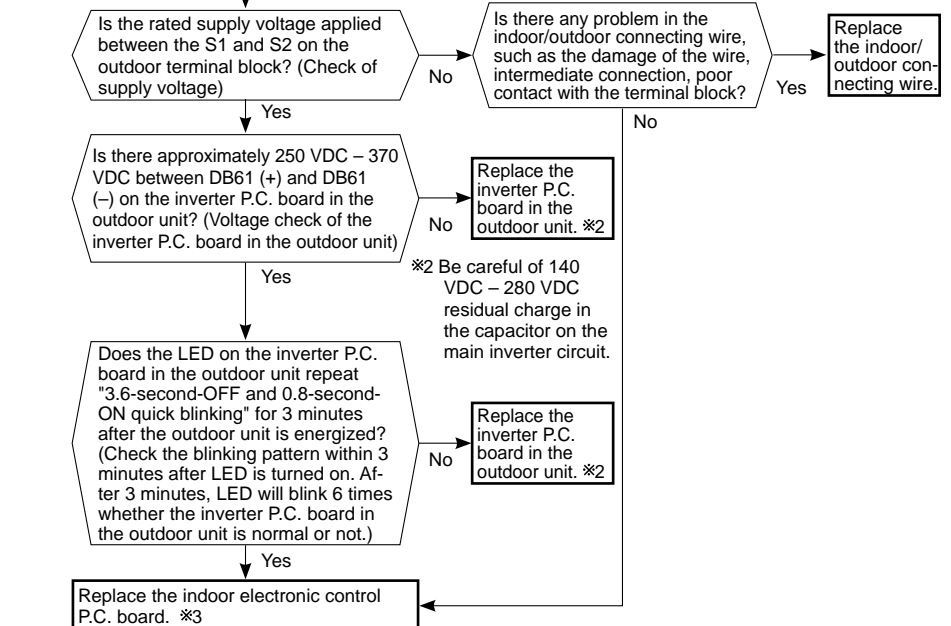 Is the rated supply voltage applied
between the S1 and S2 on the
outdoor terminal block? (Check of
supply voltage)
No
Is there any problem in the
indoor/outdoor connecting wire,
such as the damage of the wire,
intermediate connection, poor
contact with the terminal block?
Yes
Replace
the indoor/
outdoor con-
necting wire.
Yes
No
Is there approximately 250 VDC – 370
VDC between DB61 (+) and DB61
(–) on the inverter P.C. board in the
outdoor unit? (Voltage check of the
inverter P.C. board in the outdoor unit)
No
Replace the
inverter P.C.
board in the
outdoor unit. ※2
※2 Be careful of 140
VDC – 280 VDC
residual charge in
the capacitor on the
main inverter circuit.
Yes
Does the LED on the inverter P.C.
board in the outdoor unit repeat
"3.6-second-OFF and 0.8-second-
ON quick blinking" for 3 minutes
after the outdoor unit is energized?
(Check the blinking pattern within 3
minutes after LED is turned on. Af-
ter 3 minutes, LED will blink 6 times
whether the inverter P.C. board in
the outdoor unit is normal or not.)
No
Replace the
inverter P.C.
board in the
outdoor unit. ※2
Yes
Replace the indoor electronic control
P.C. board. ※3